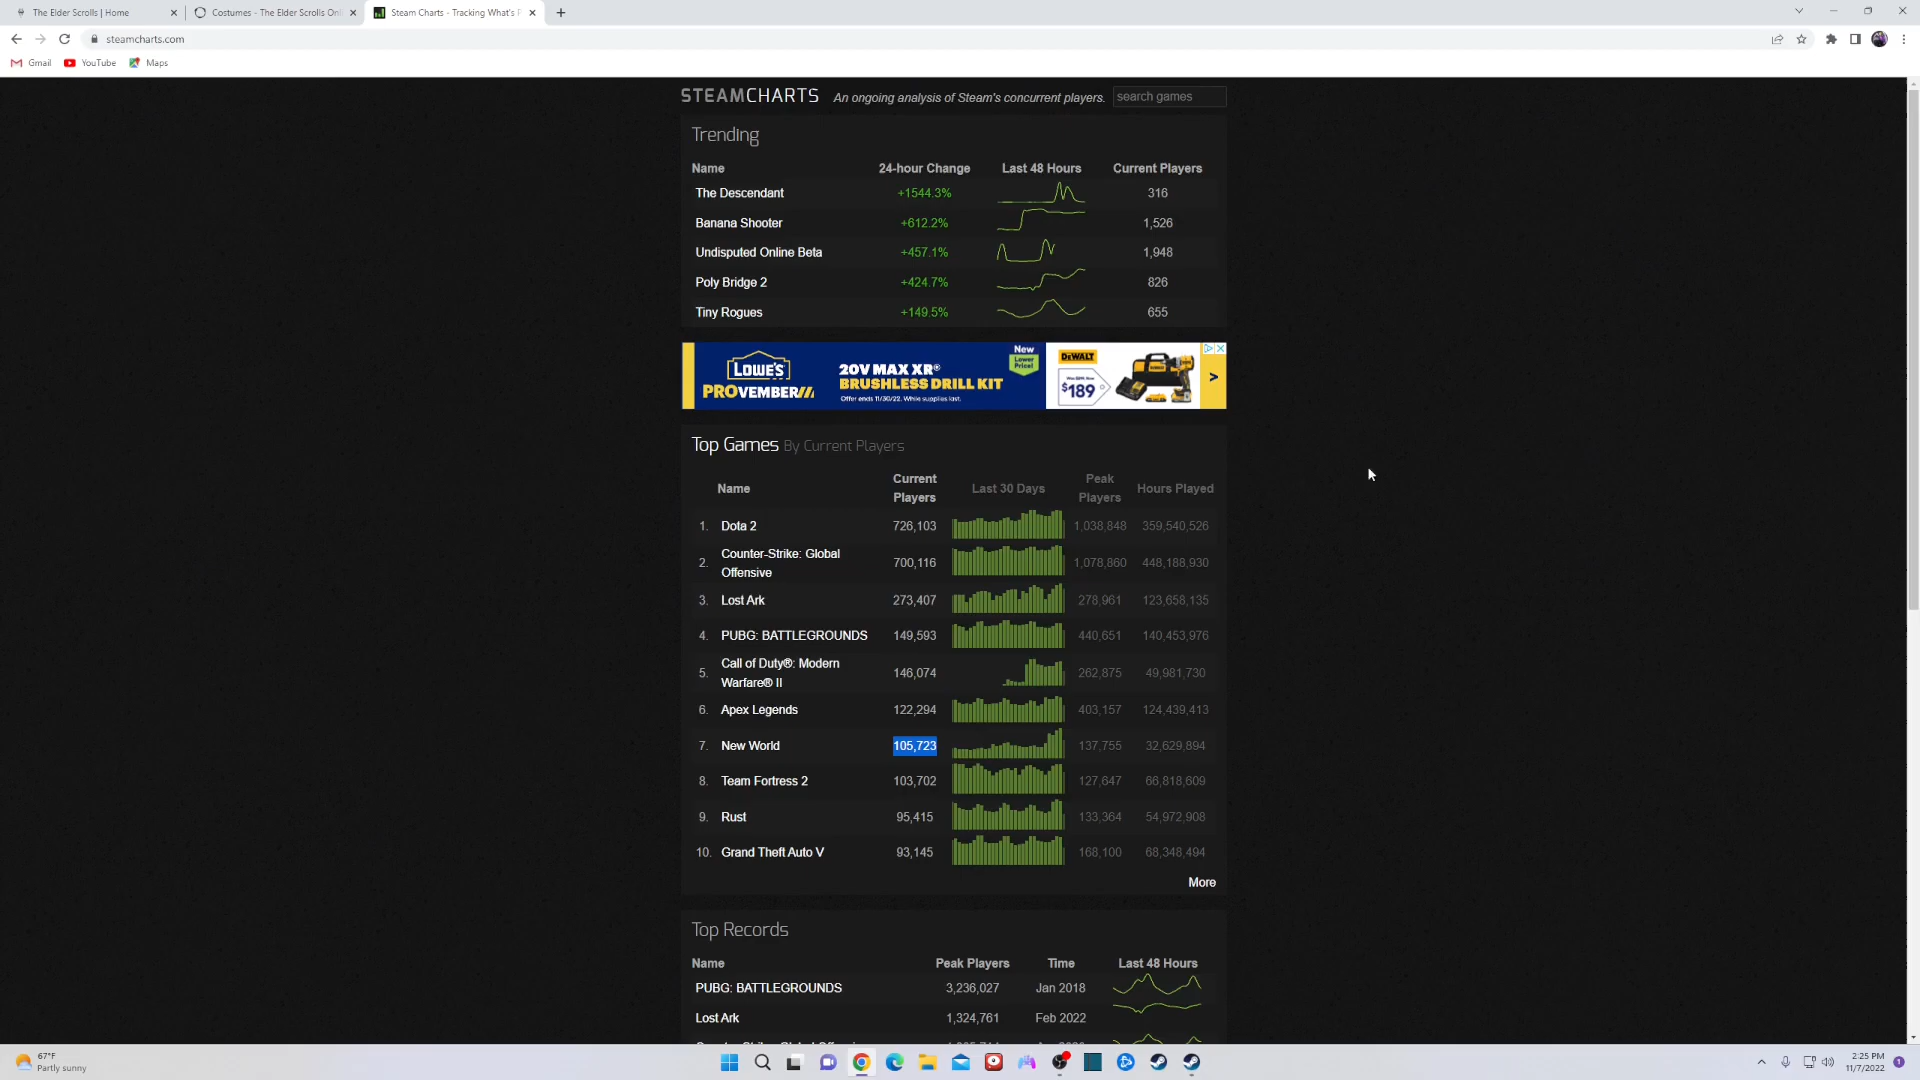 The Elder Scrolls | Home
Costumes - The Elder Scrolls Onl
Steam Charts - Tracking What's P
steamcharts.com
Gmail YouTube Maps
STEAMCHARTS An ongoing analysis of Steam's concurrent players. search games
Trending
Name 24-hour Change Last 48 Hours Current Players
The Descendant +1544.3% 316
Banana Shooter +612.2% 1,526
Undisputed Online Beta +457.1% 1,948
Poly Bridge 2 +424.7% 826
Tiny Rogues +149.5% 655
LOWE'S
PROVEMBER
20V MAX XR®
BRUSHLESS DRILL KIT
Offer ends 11/30/22. While supplies last.
New
Lower
Price!
DEWALT
$189
>
Top Games By Current Players
Name Current Players Last 30 Days Peak Players Hours Played
1. Dota 2 726,103 1,038,848 359,540,526
2. Counter-Strike: Global Offensive 700,116 1,078,860 448,188,930
3. Lost Ark 273,407 278,961 123,658,135
4. PUBG: BATTLEGROUNDS 149,593 440,651 140,453,976
5. Call of Duty®: Modern Warfare® II 146,074 262,875 49,981,730
6. Apex Legends 122,294 403,157 124,439,413
7. New World 105,723 137,755 32,629,894
8. Team Fortress 2 103,702 127,647 66,818,609
9. Rust 95,415 133,364 54,972,908
10. Grand Theft Auto V 93,145 168,100 68,348,494
More
Top Records
Name Peak Players Time Last 48 Hours
PUBG: BATTLEGROUNDS 3,236,027 Jan 2018
Lost Ark 1,324,761 Feb 2022
67°F
Partly sunny
2:25 PM
11/7/2022
1